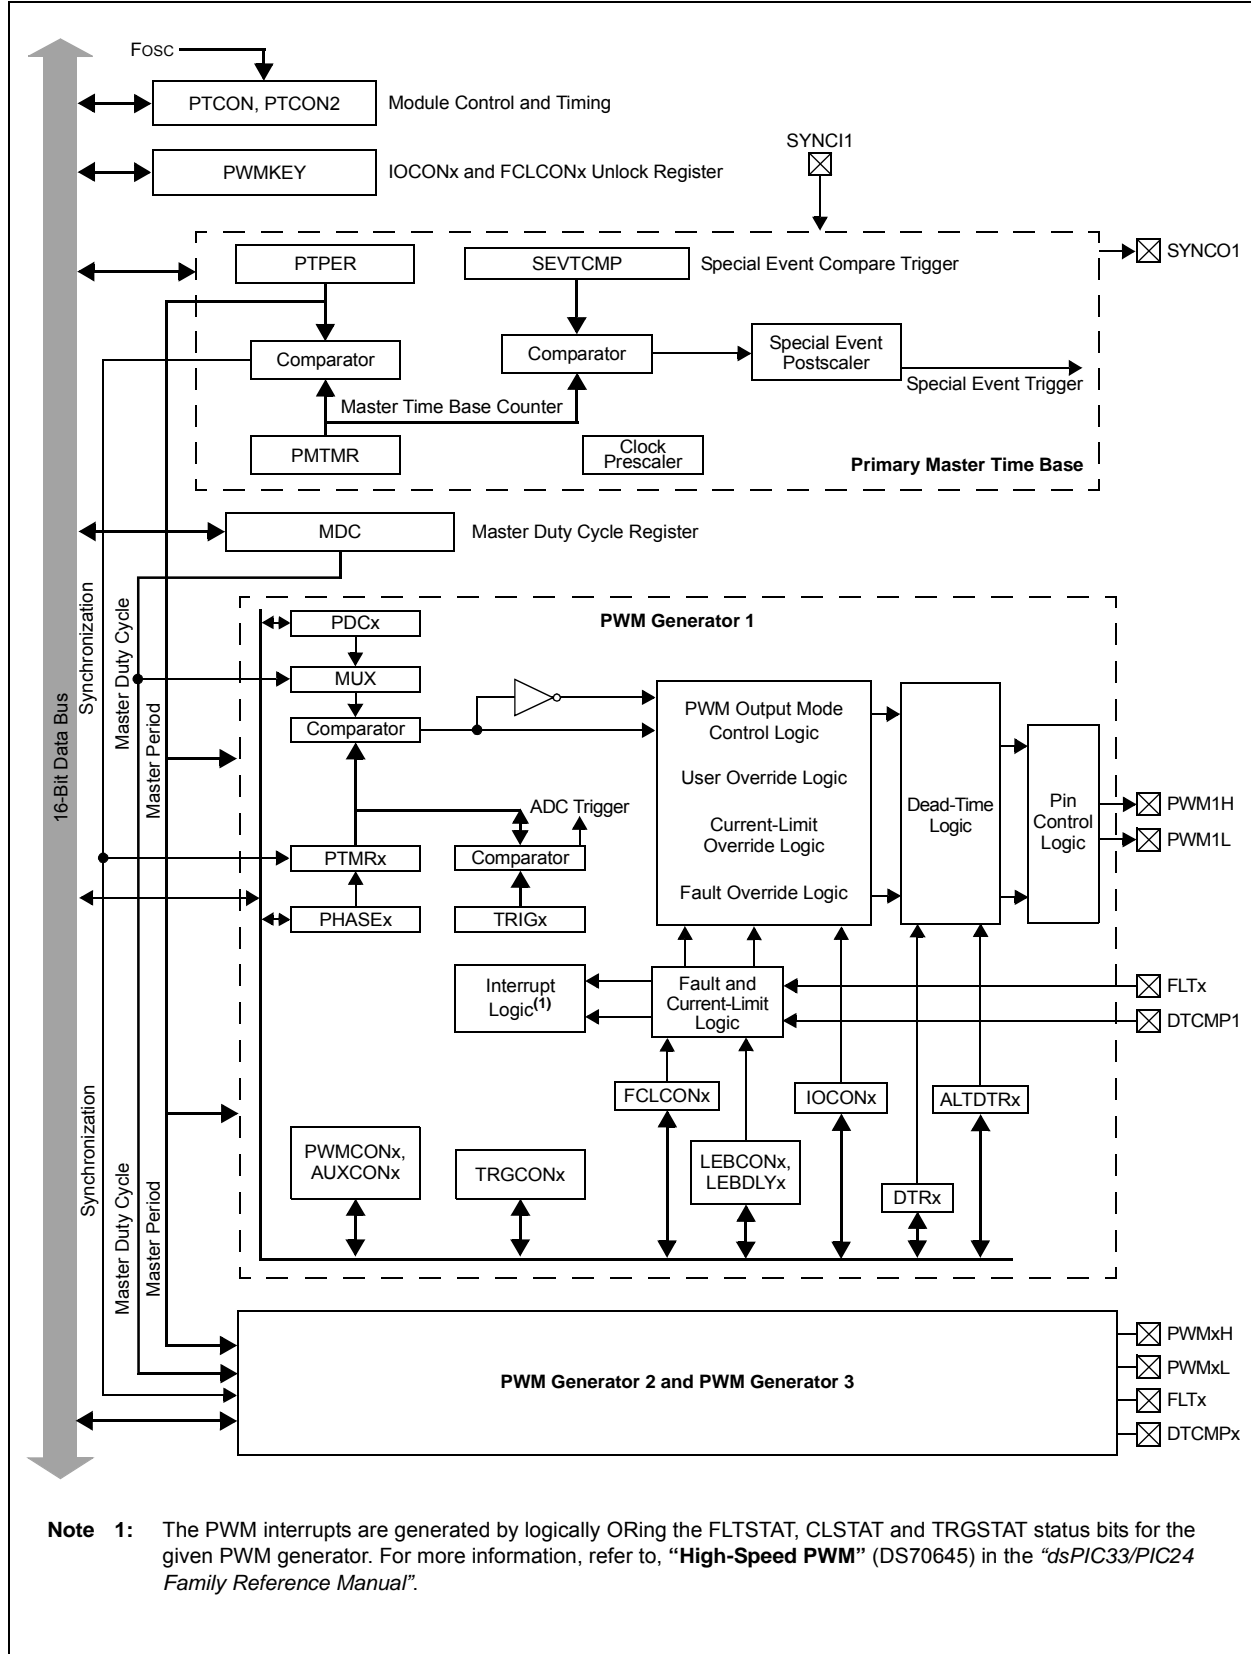 FOSC
PTCON, PTCON2
Module Control and Timing
SYNCI1
PWMKEY
IOCONx and FCLCONx Unlock Register
PTPER
SEVTCMP
Special Event Compare Trigger
SYNCO1
Comparator
Comparator
Special Event
Postscaler
Special Event Trigger
Master Time Base Counter
PMTMR
Clock
Prescaler
Primary Master Time Base
MDC
Master Duty Cycle Register
16-Bit Data Bus
Synchronization
Master Duty Cycle
Master Period
PWM Generator 1
PDCx
MUX
Comparator
PWM Output Mode
Control Logic
User Override Logic
Current-Limit
Override Logic
Fault Override Logic
Dead-Time
Logic
Pin
Control
Logic
PWM1H
PWM1L
ADC Trigger
PTMRx
Comparator
PHASEx
TRIGx
Interrupt
Logic(1)
Fault and
Current-Limit
Logic
FLTx
DTCMP1
FCLCONx
IOCONx
ALTDTRx
PWMCONx,
AUXCONx
TRGCONx
LEBCONx,
LEBDLYx
DTRx
Synchronization
Master Duty Cycle
Master Period
PWM Generator 2 and PWM Generator 3
PWMxH
PWMxL
FLTx
DTCMPx
Note 1: The PWM interrupts are generated by logically ORing the FLTSTAT, CLSTAT and TRGSTAT status bits for the
given PWM generator. For more information, refer to, “High-Speed PWM” (DS70645) in the “dsPIC33/PIC24
Family Reference Manual”.